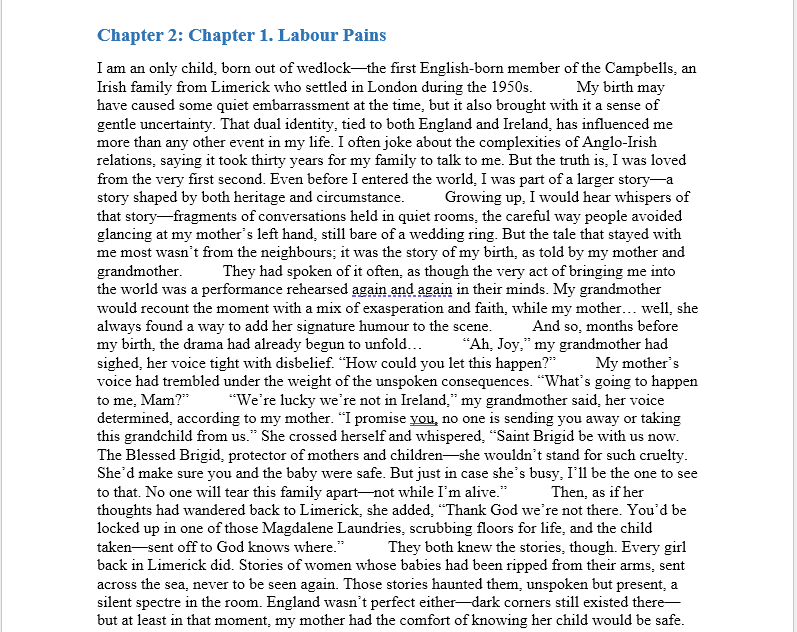 Chapter 2: Chapter 1. Labour Pains
I am an only child, born out of wedlock—the first English-born member of the Campbells, an
Irish family from Limerick who settled in London during the 1950s. My birth may
have caused some quiet embarrassment at the time, but it also brought with it a sense of
gentle uncertainty. That dual identity, tied to both England and Ireland, has influenced me
more than any other event in my life. I often joke about the complexities of Anglo-Irish
relations, saying it took thirty years for my family to talk to me. But the truth is, I was loved
from the very first second. Even before I entered the world, I was part of a larger story—a
story shaped by both heritage and circumstance. Growing up, I would hear whispers of
that story—fragments of conversations held in quiet rooms, the careful way people avoided
glancing at my mother’s left hand, still bare of a wedding ring. But the tale that stayed with
me most wasn’t from the neighbours; it was the story of my birth, as told by my mother and
grandmother. They had spoken of it often, as though the very act of bringing me into
the world was a performance rehearsed again and again in their minds. My grandmother
would recount the moment with a mix of exasperation and faith, while my mother… well, she
always found a way to add her signature humour to the scene. And so, months before
my birth, the drama had already begun to unfold… “Ah, Joy,” my grandmother had
sighed, her voice tight with disbelief. “How could you let this happen?” My mother’s
voice had trembled under the weight of the unspoken consequences. “What’s going to happen
to me, Mam?” “We’re lucky we’re not in Ireland,” my grandmother said, her voice
determined, according to my mother. “I promise you, no one is sending you away or taking
this grandchild from us.” She crossed herself and whispered, “Saint Brigid be with us now.
The Blessed Brigid, protector of mothers and children—she wouldn’t stand for such cruelty.
She’d make sure you and the baby were safe. But just in case she’s busy, I’ll be the one to see
to that. No one will tear this family apart—not while I’m alive.” Then, as if her
thoughts had wandered back to Limerick, she added, “Thank God we’re not there. You’d be
locked up in one of those Magdalene Laundries, scrubbing floors for life, and the child
taken—sent off to God knows where.” They both knew the stories, though. Every girl
back in Limerick did. Stories of women whose babies had been ripped from their arms, sent
across the sea, never to be seen again. Those stories haunted them, unspoken but present, a
silent spectre in the room. England wasn’t perfect either—dark corners still existed there—
but at least in that moment, my mother had the comfort of knowing her child would be safe.